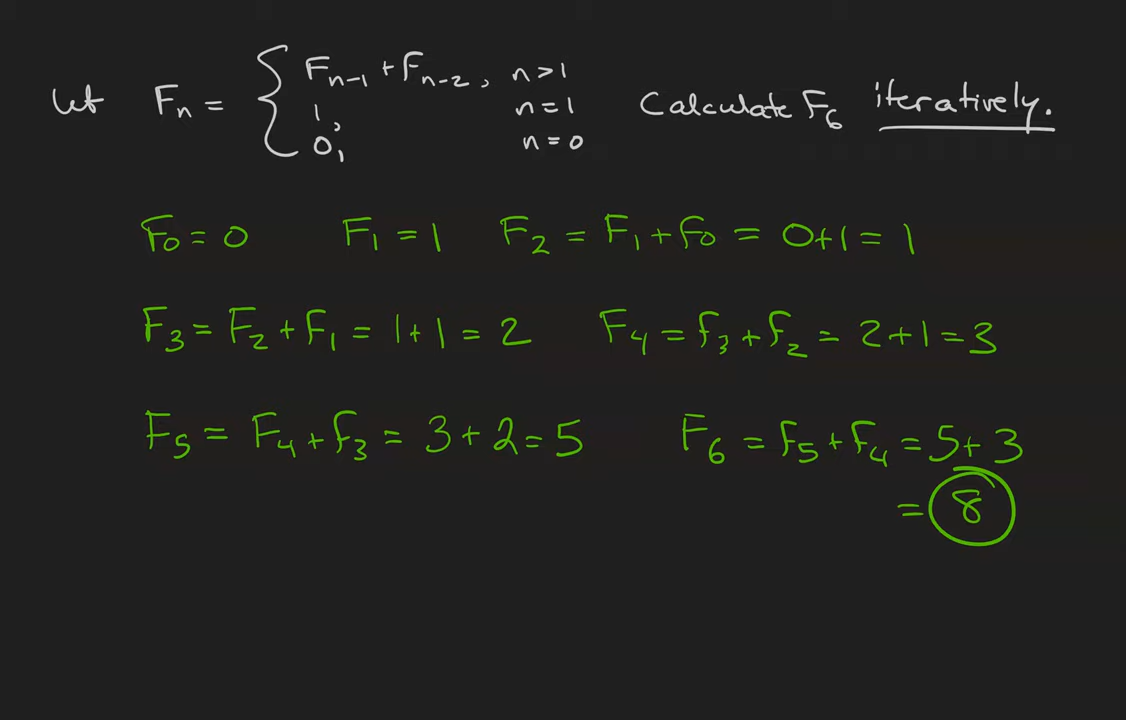 Let Fn = { Fn-1 + Fn-2, n>1
1, n=1 Calculate F6 iteratively.
0, n=0
F0 = 0 F1 = 1 F2 = F1 + F0 = 0+1 = 1
F3 = F2 + F1 = 1+1 = 2 F4 = F3 + F2 = 2+1 = 3
F5 = F4 + F3 = 3+2 = 5 F6 = F5 + F4 = 5+3
= 8